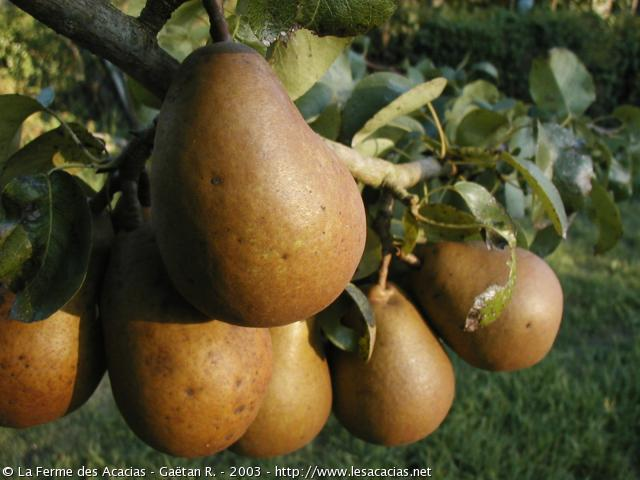 © La Ferme des Acacias - Gaëtan R. - 2003 - http://www.lesacacias.net